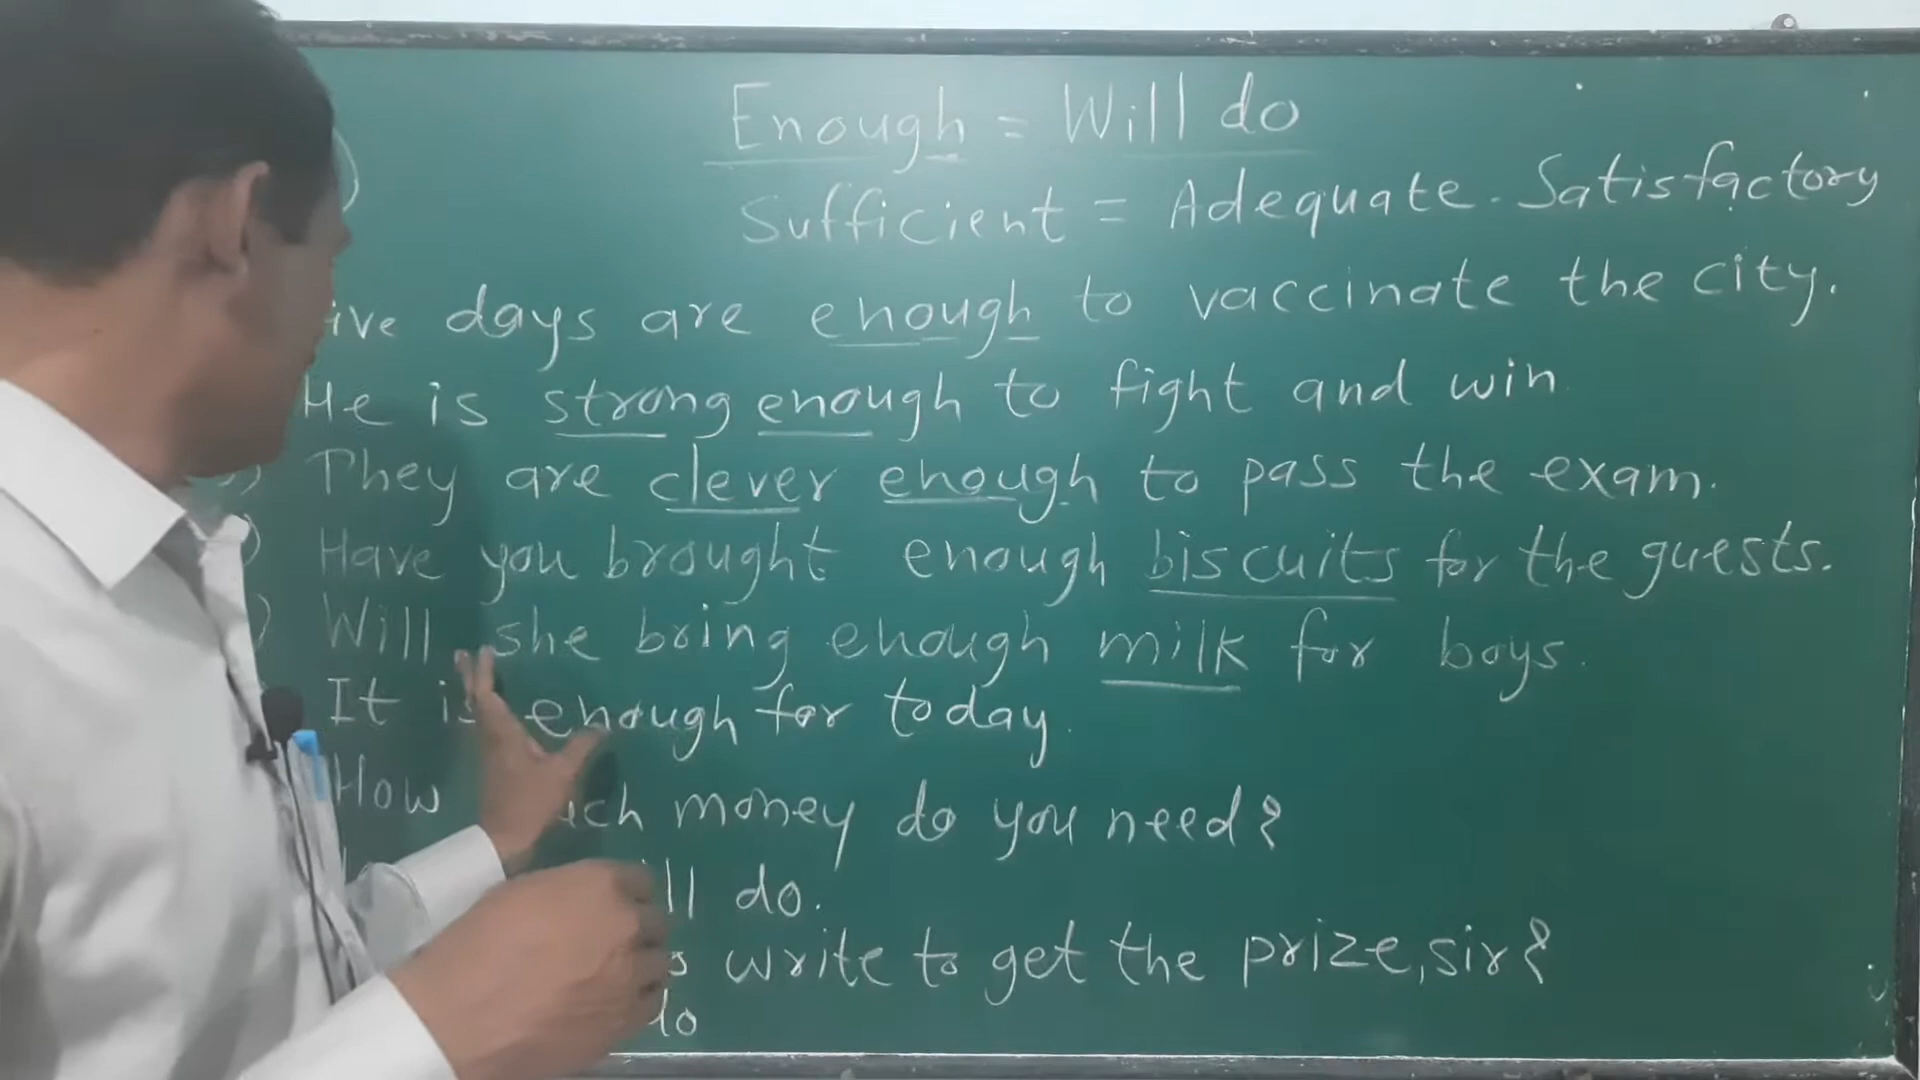 Enough = Will do
Sufficient = Adequate. Satisfactory
days are enough to vaccinate the city.
He is strong enough to fight and win
They are clever enough to pass the exam.
Have you brought enough biscuits for the guests.
Will she bring enough milk for boys.
It is enough for today.
How money do you need?
do.
write to get the prize, sir?
do